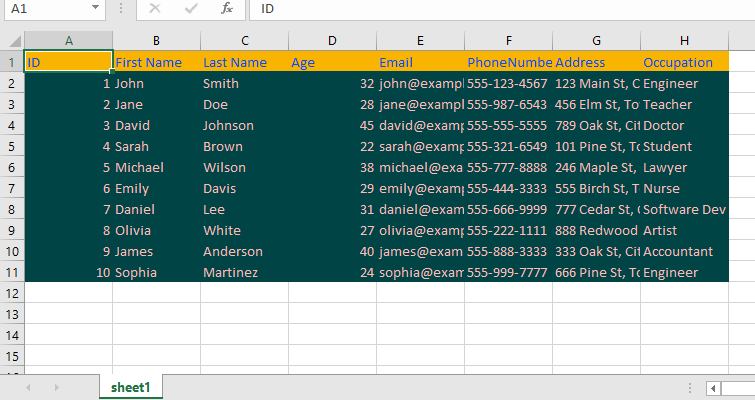 A1 fx ID
A B C D E F G H
1 ID First Name Last Name Age Email PhoneNumbe Address Occupation
2 1 John Smith 32 john@exampl 555-123-4567 123 Main St, C Engineer
3 2 Jane Doe 28 jane@exampl 555-987-6543 456 Elm St, To Teacher
4 3 David Johnson 45 david@examp 555-555-5555 789 Oak St, Cit Doctor
5 4 Sarah Brown 22 sarah@examp 555-321-6549 101 Pine St, To Student
6 5 Michael Wilson 38 michael@exa 555-777-8888 246 Maple St, Lawyer
7 6 Emily Davis 29 emily@examp 555-444-3333 555 Birch St, T Nurse
8 7 Daniel Lee 31 daniel@exam 555-666-9999 777 Cedar St, Software Dev
9 8 Olivia White 27 olivia@examp 555-222-1111 888 Redwood Artist
10 9 James Anderson 40 james@exam 555-888-3333 333 Oak St, Cit Accountant
11 10 Sophia Martinez 24 sophia@exam 555-999-7777 666 Pine St, To Engineer
12
13
14
15
sheet1